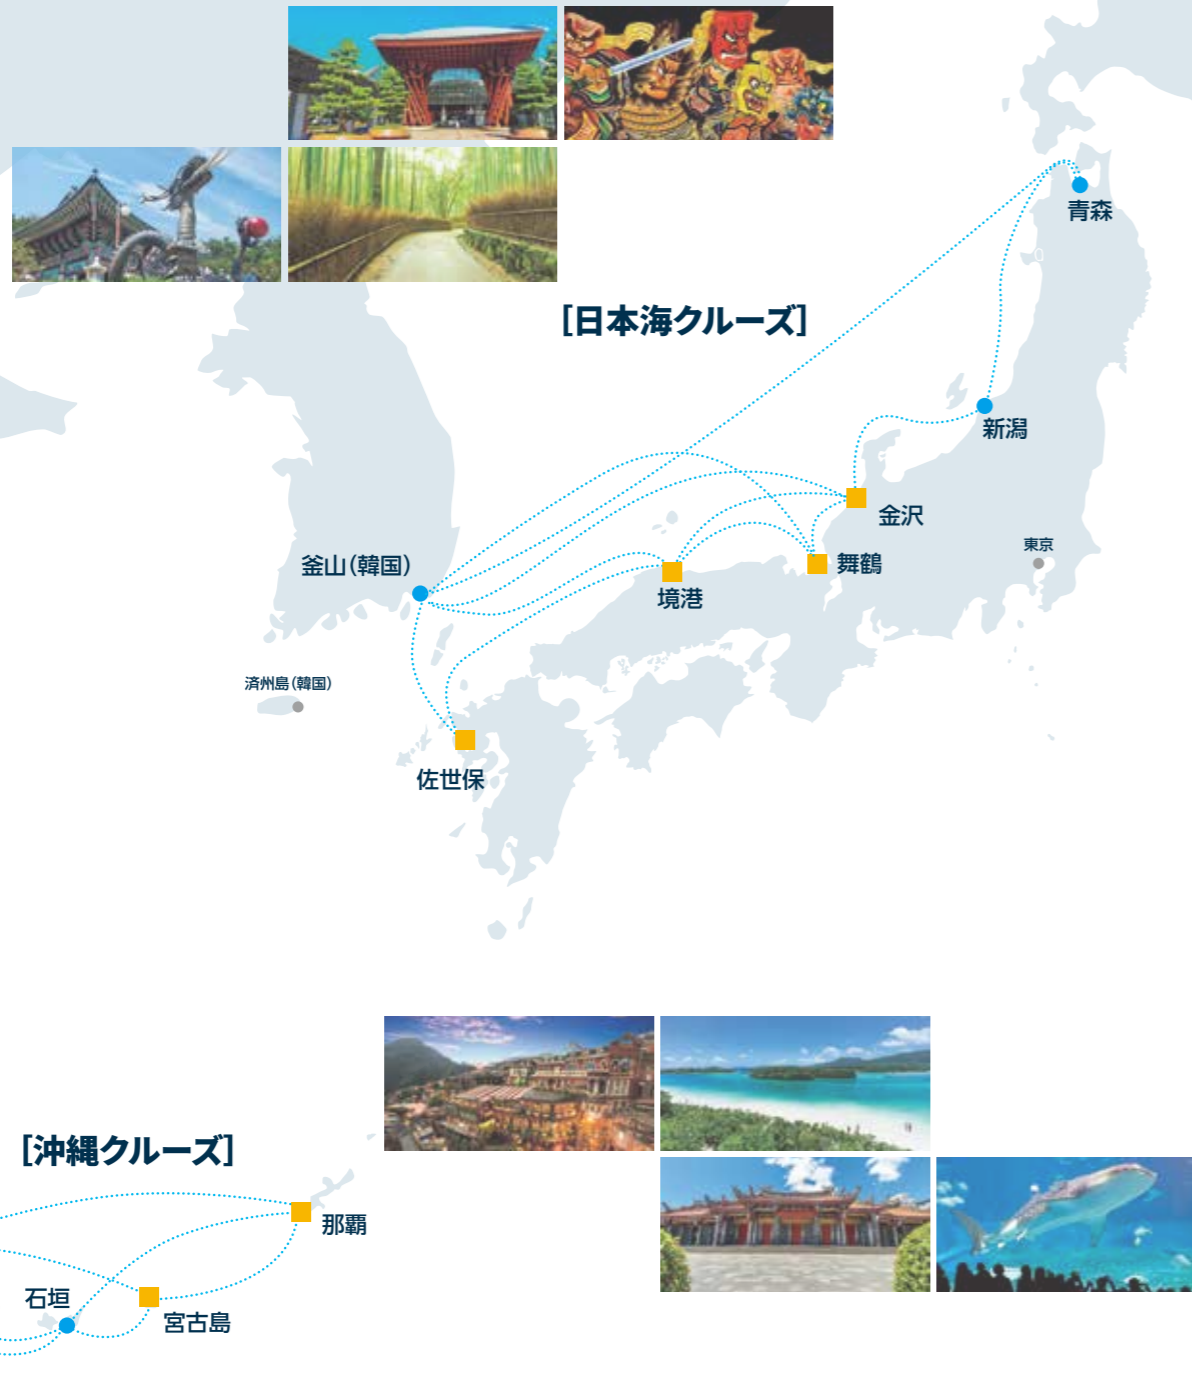 青森
[日本海クルーズ]
新潟
金沢
東京
舞鶴
釜山(韓国)
境港
済州島(韓国)
佐世保
[沖縄クルーズ]
那覇
石垣
宮古島